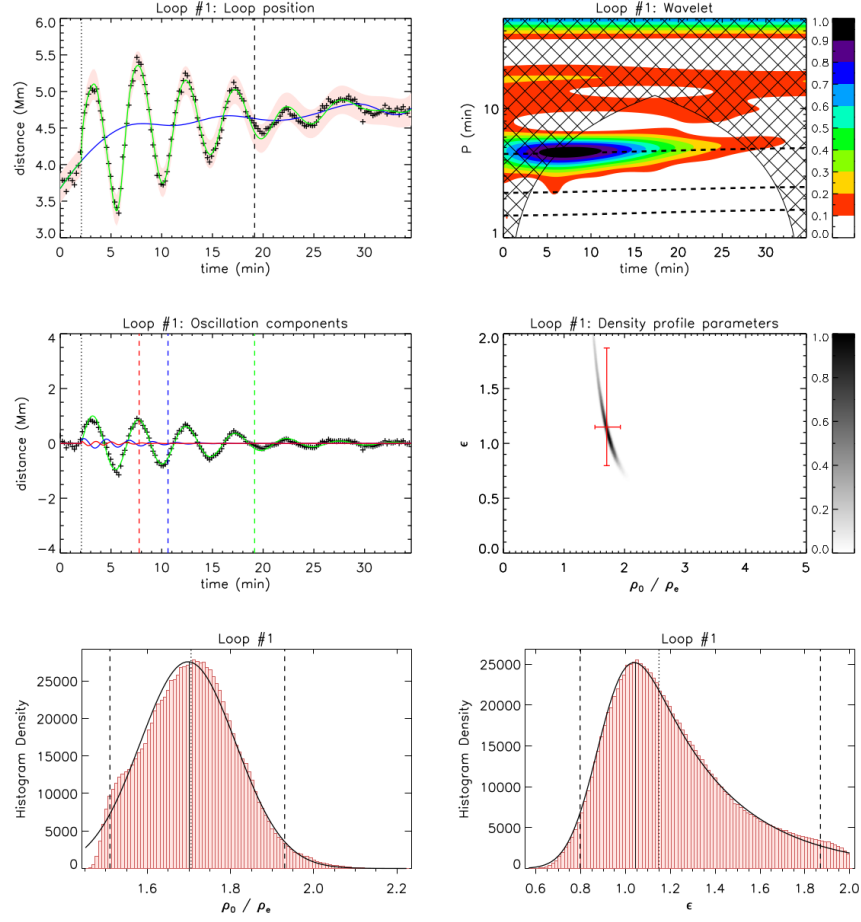 Loop #1: Loop position
6.0
5.5
5.0
4.5
4.0
3.5
3.0
distance (Mm)
0 5 10 15 20 25 30
time (min)
Loop #1: Wavelet
10
1
P (min)
0 5 10 15 20 25 30
time (min)
1.0
0.9
0.8
0.7
0.6
0.5
0.4
0.3
0.2
0.1
0.0
Loop #1: Oscillation components
4
2
0
−2
−4
distance (Mm)
0 5 10 15 20 25 30
time (min)
Loop #1: Density profile parameters
2.0
1.5
1.0
0.5
0.0
ϵ
0 1 2 3 4 5
ρ₀ / ρₑ
1.0
0.8
0.6
0.4
0.2
0.0
Loop #1
25000
20000
15000
10000
5000
0
Histogram Density
1.6 1.8 2.0 2.2
ρ₀ / ρₑ
Loop #1
25000
20000
15000
10000
5000
0
Histogram Density
0.6 0.8 1.0 1.2 1.4 1.6 1.8 2.0
ϵ